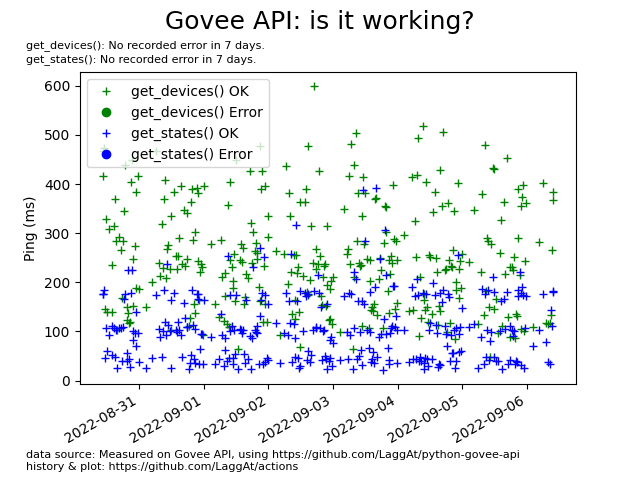 Govee API: is it working?
get_devices(): No recorded error in 7 days.
get_states(): No recorded error in 7 days.
600
500
400
300
200
100
0
Ping (ms)
get_devices() OK
get_devices() Error
get_states() OK
get_states() Error
2022-08-31
2022-09-01
2022-09-02
2022-09-03
2022-09-04
2022-09-05
2022-09-06
data source: Measured on Govee API, using https://github.com/LaggAt/python-govee-api
history & plot: https://github.com/LaggAt/actions